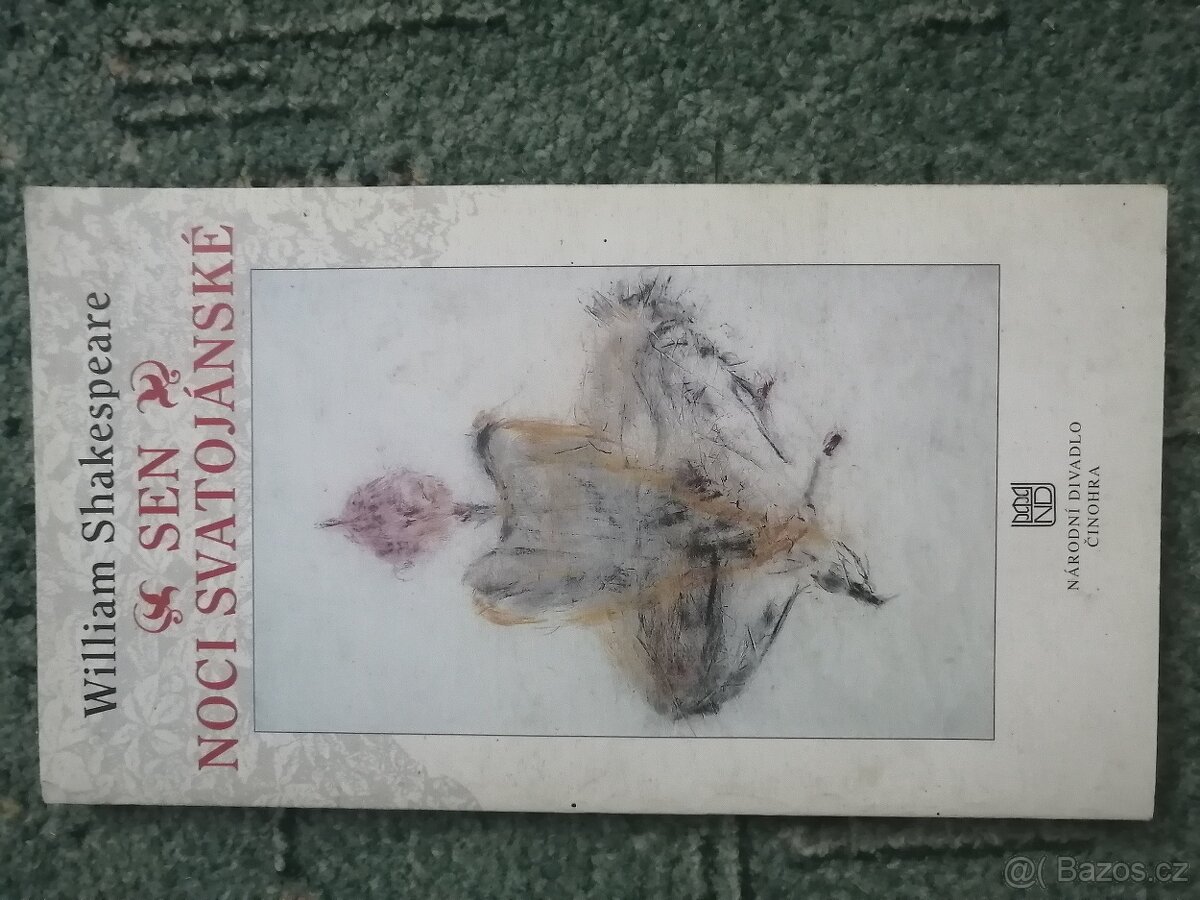 William Shakespeare
SEN
NOCI SVATOJÁNSKÉ
ND
NÁRODNÍ DIVADLO
ČINOHRA
@( Bazos.cz